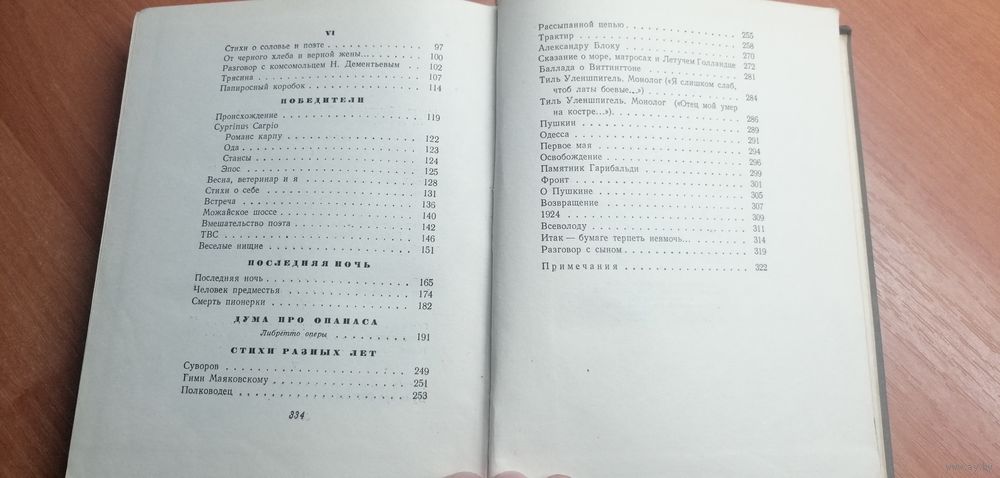 VI
Стихи о соловье и поэте . . . . . . . . . . . . 97
От черного хлеба и верной жены... . . . . . . . 100
Разговор с комсомольцем Н. Дементьевым . . . . 102
Трясина . . . . . . . . . . . . . . . . . . . . 107
Папиросный коробок . . . . . . . . . . . . . . 114
ПОБЕДИТЕЛИ
Происхождение . . . . . . . . . . . . . . . . . 119
Cyprinus Carpio
Романс карпу . . . . . . . . . . . . . . . . . 122
Ода . . . . . . . . . . . . . . . . . . . . . . 123
Стансы . . . . . . . . . . . . . . . . . . . . 124
Эпос . . . . . . . . . . . . . . . . . . . . . 125
Весна, ветеринар и я . . . . . . . . . . . . . 128
Стихи о себе . . . . . . . . . . . . . . . . . 131
Встреча . . . . . . . . . . . . . . . . . . . . 136
Можайское шоссе . . . . . . . . . . . . . . . . 140
Вмешательство поэта . . . . . . . . . . . . . . 142
ТВС . . . . . . . . . . . . . . . . . . . . . . 146
Веселые нищие . . . . . . . . . . . . . . . . . 151
ПОСЛЕДНЯЯ НОЧЬ
Последняя ночь . . . . . . . . . . . . . . . . 165
Человек предместья . . . . . . . . . . . . . . 174
Смерть пионерки . . . . . . . . . . . . . . . . 182
ДУМА ПРО ОПАНАСА
Либретто оперы . . . . . . . . . . . . . . . . 191
СТИХИ РАЗНЫХ ЛЕТ
Суворов . . . . . . . . . . . . . . . . . . . . 249
Гимн Маяковскому . . . . . . . . . . . . . . . 251
Полководец . . . . . . . . . . . . . . . . . . 253
334
Рассыпанной цепью . . . . . . . . . . . . . . . 255
Трактир . . . . . . . . . . . . . . . . . . . . 258
Александру Блоку . . . . . . . . . . . . . . . 270
Сказание о море, матросах и Летучем Голландце 272
Баллада о Виттингтоне . . . . . . . . . . . . . 281
Тиль Уленшпигель. Монолог («Я слишком слаб,
чтоб латы боевые...») . . . . . . . . . . . . . 284
Тиль Уленшпигель. Монолог («Отец мой умер
на костре...») . . . . . . . . . . . . . . . . 286
Пушкин . . . . . . . . . . . . . . . . . . . . 289
Одесса . . . . . . . . . . . . . . . . . . . . 291
Первое мая . . . . . . . . . . . . . . . . . . 294
Освобождение . . . . . . . . . . . . . . . . . 296
Памятник Гарибальди . . . . . . . . . . . . . . 299
Фронт . . . . . . . . . . . . . . . . . . . . . 301
О Пушкине . . . . . . . . . . . . . . . . . . . 305
Возвращение . . . . . . . . . . . . . . . . . . 307
1924 . . . . . . . . . . . . . . . . . . . . . 309
Всеволоду . . . . . . . . . . . . . . . . . . . 311
Итак — бумаге терпеть невмочь... . . . . . . . 314
Разговор с сыном . . . . . . . . . . . . . . . 319
Примечания . . . . . . . . . . . . . . . . . . 322
www.ay.by